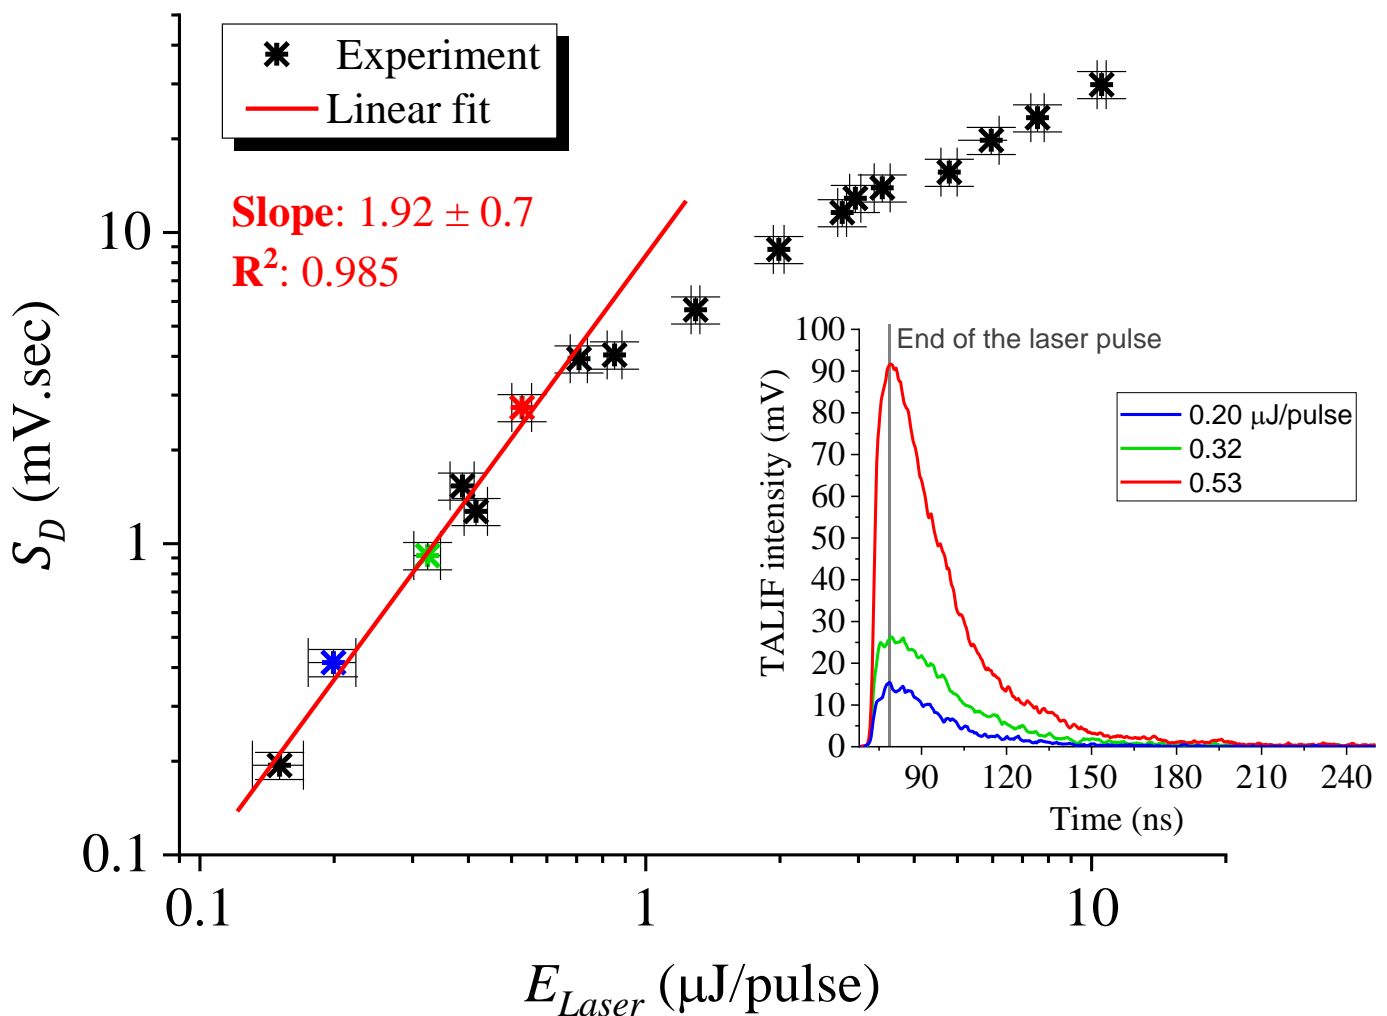 Experiment
Linear fit
Slope: 1.92 ± 0.7
R²: 0.985
S_D (mV.sec)
10
1
0.1
0.1
1
10
E_Laser (μJ/pulse)
End of the laser pulse
TALIF intensity (mV)
100
90
80
70
60
50
40
30
20
10
0
0.20 μJ/pulse
0.32
0.53
90 120 150 180 210 240
Time (ns)